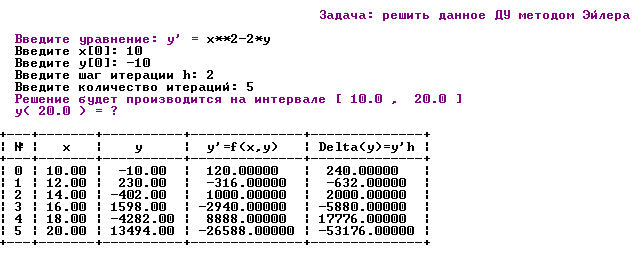 Задача: решить данное ДУ методом Эйлера
Введите уравнение: y' = x**2-2*y
Введите x[0]: 10
Введите y[0]: -10
Введите шаг итерации h: 2
Введите количество итераций: 5
Решение будет производится на интервале [ 10.0 , 20.0 ]
y( 20.0 ) = ?
+---+-------+----------+--------------+--------------+
¦ № ¦ x ¦ y ¦ y'=f(x,y) ¦ Delta(y)=y'h ¦
+---+-------+----------+--------------+--------------+
¦ 0 ¦ 10.00 ¦ -10.00 ¦ 120.00000 ¦ 240.00000 ¦
¦ 1 ¦ 12.00 ¦ 230.00 ¦ -316.00000 ¦ -632.00000 ¦
¦ 2 ¦ 14.00 ¦ -402.00 ¦ 1000.00000 ¦ 2000.00000 ¦
¦ 3 ¦ 16.00 ¦ 1598.00 ¦ -2940.00000 ¦ -5880.00000 ¦
¦ 4 ¦ 18.00 ¦ -4282.00 ¦ 8888.00000 ¦ 17776.00000 ¦
¦ 5 ¦ 20.00 ¦ 13494.00 ¦ -26588.00000 ¦ -53176.00000 ¦
+---+-------+----------+--------------+--------------+